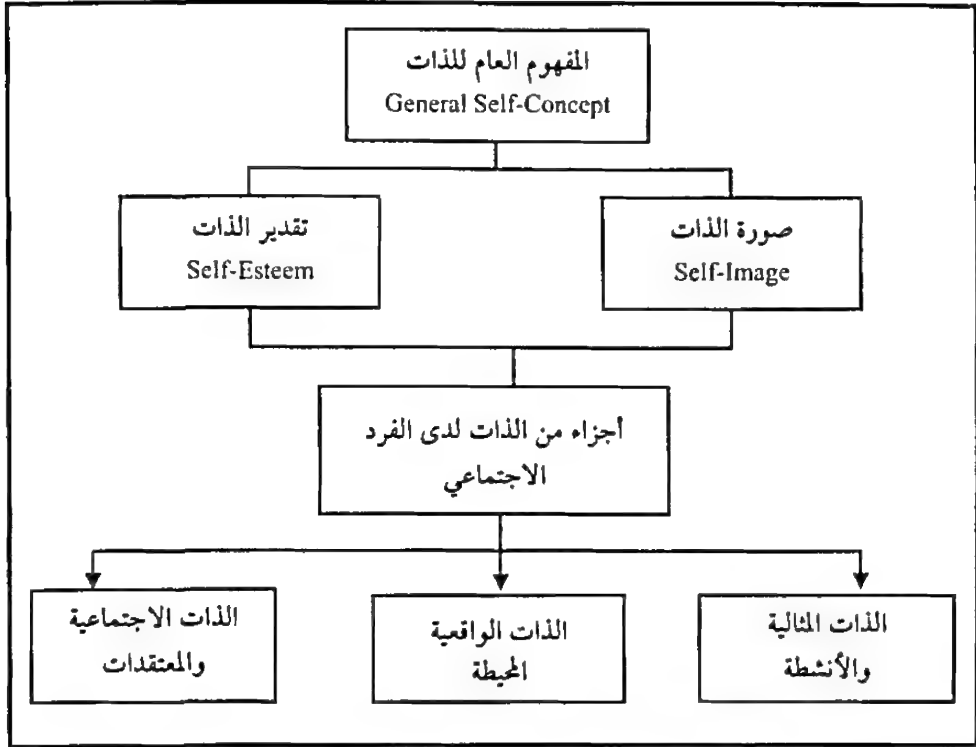 المفهوم العام للذات
General Self-Concept
صورة الذات
Self-Image
تقدير الذات
Self-Esteem
أجزاء من الذات لدى الفرد
الاجتماعي
الذات المثالية
والأنشطة
الذات الواقعية
المحيطة
الذات الاجتماعية
والمعتقدات